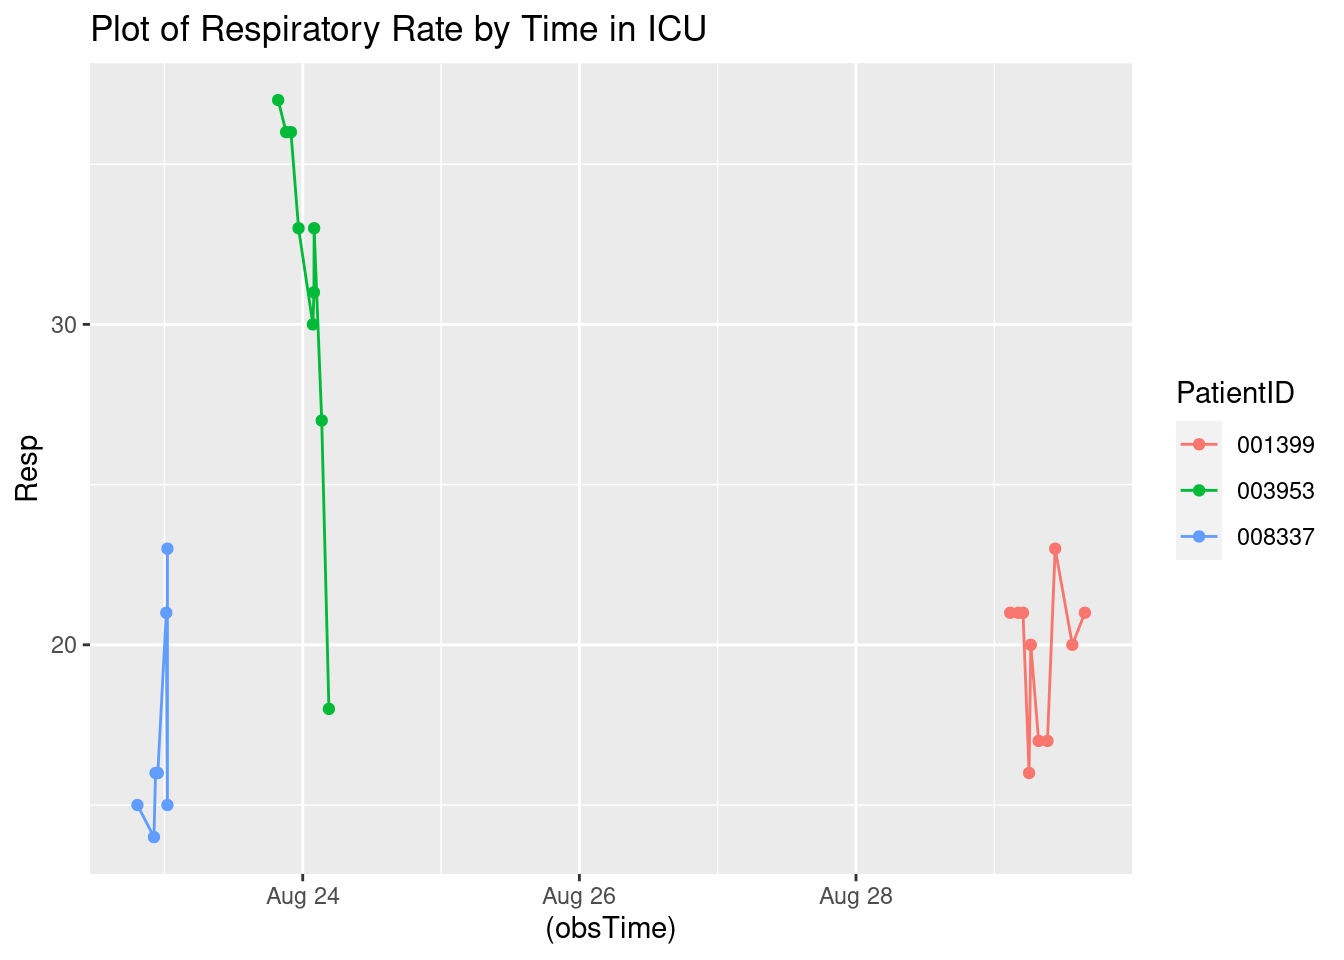 Plot of Respiratory Rate by Time in ICU
30
20
Resp
Aug 24
Aug 26
Aug 28
(obsTime)
PatientID
001399
003953
008337